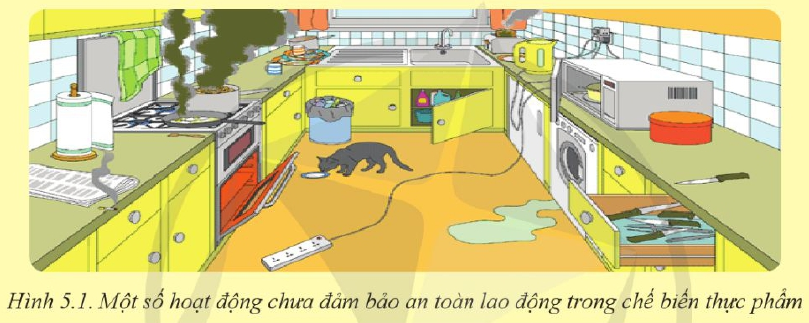 Hình 5.1. Một số hoạt động chưa đảm bảo an toàn lao động trong chế biến thực phẩm